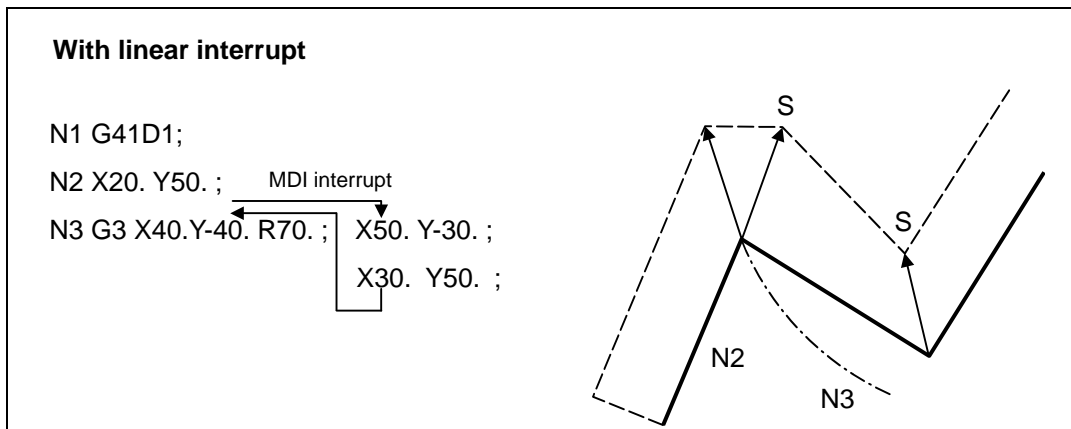 With linear interrupt
N1 G41D1;
N2 X20. Y50. ;
MDI interrupt
N3 G3 X40.Y-40. R70. ;
X50. Y-30. ;
X30. Y50. ;
S
S
N2
N3